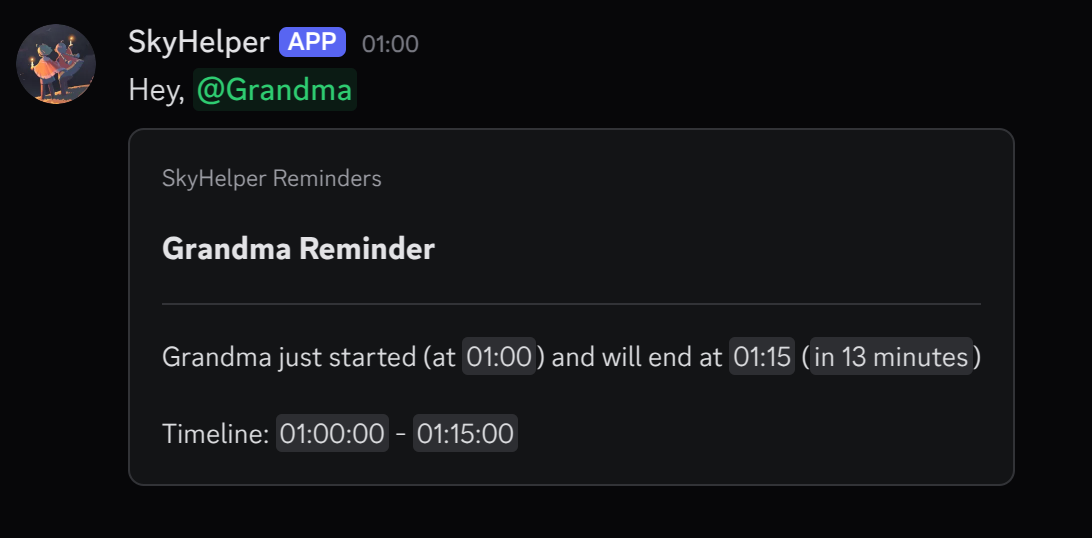 SkyHelper APP 01:00
Hey, @Grandma
SkyHelper Reminders
Grandma Reminder
Grandma just started (at 01:00) and will end at 01:15 (in 13 minutes)
Timeline: 01:00:00 - 01:15:00